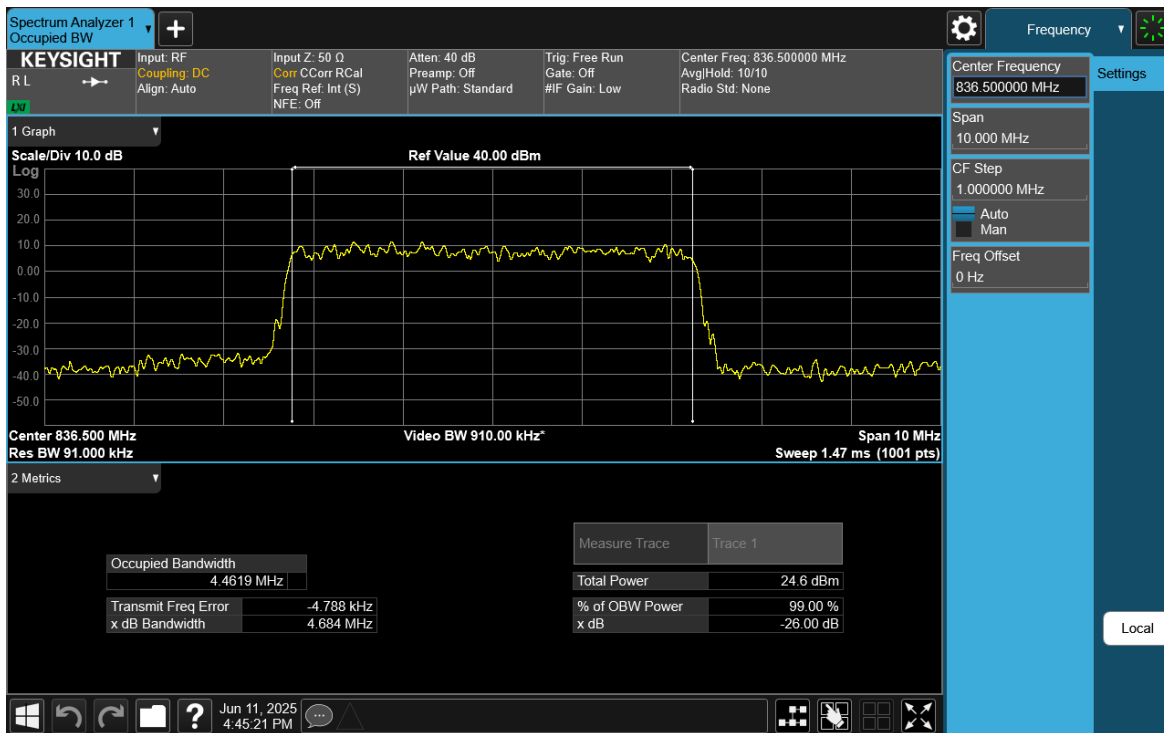 Spectrum Analyzer 1
Occupied BW
Frequency
KEYSIGHT
R L
LXI
Input: RF
Coupling: DC
Align: Auto
Input Z: 50 Ω
Corr CCorr RCal
Freq Ref: Int (S)
NFE: Off
Atten: 40 dB
Preamp: Off
µW Path: Standard
Trig: Free Run
Gate: Off
#IF Gain: Low
Center Freq: 836.500000 MHz
Avg|Hold: 10/10
Radio Std: None
1 Graph
Scale/Div 10.0 dB
Ref Value 40.00 dBm
Log
30.0
20.0
10.0
0.00
-10.0
-20.0
-30.0
-40.0
-50.0
Center 836.500 MHz
Video BW 910.00 kHz*
Span 10 MHz
Res BW 91.000 kHz
Sweep 1.47 ms (1001 pts)
2 Metrics
Occupied Bandwidth
4.4619 MHz
Transmit Freq Error -4.788 kHz
x dB Bandwidth 4.684 MHz
Measure Trace Trace 1
Total Power 24.6 dBm
% of OBW Power 99.00 %
x dB -26.00 dB
Center Frequency
836.500000 MHz
Settings
Span
10.000 MHz
CF Step
1.000000 MHz
Auto
Man
Freq Offset
0 Hz
Local
?
Jun 11, 2025
4:45:21 PM